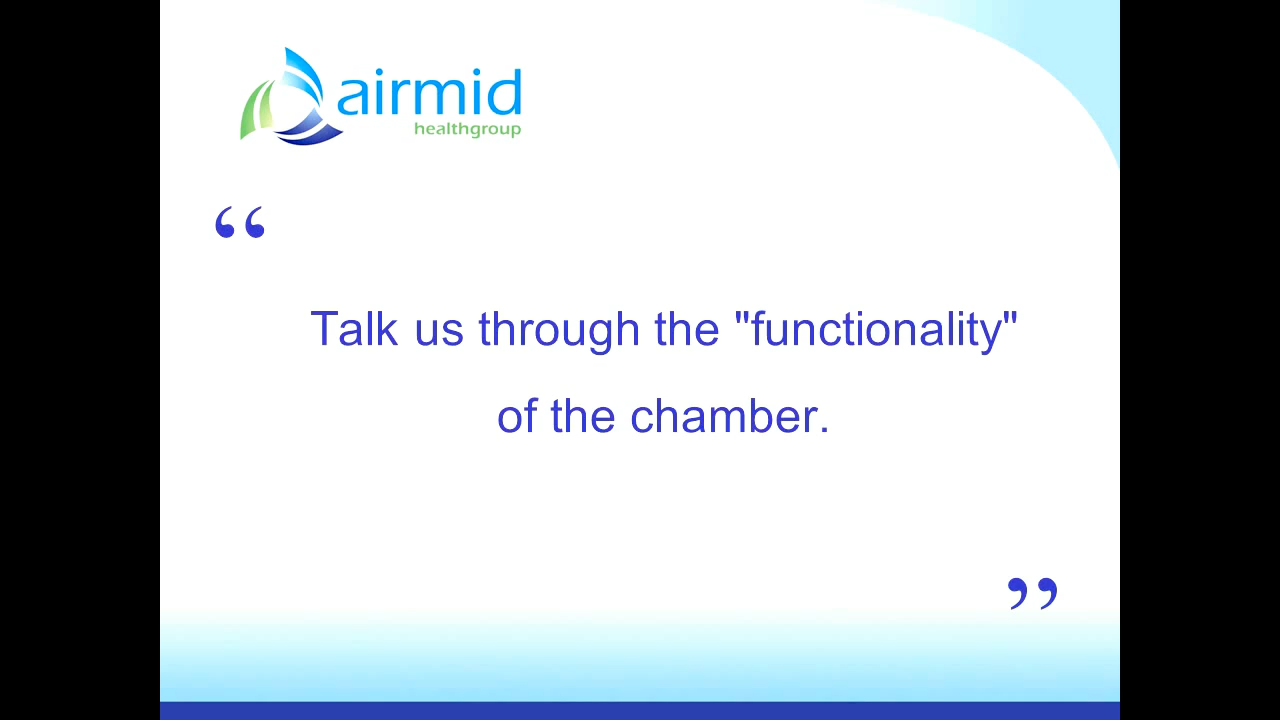 airmid
healthgroup
“
Talk us through the "functionality"
of the chamber.
”